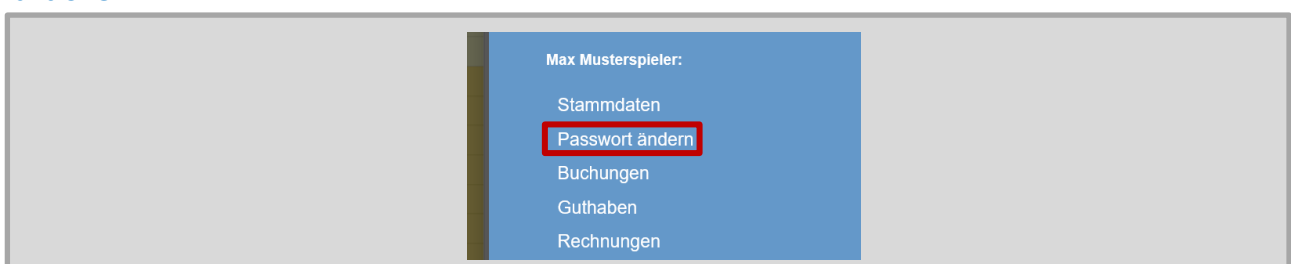 Max Musterspieler:
Stammdaten
Passwort ändern
Buchungen
Guthaben
Rechnungen